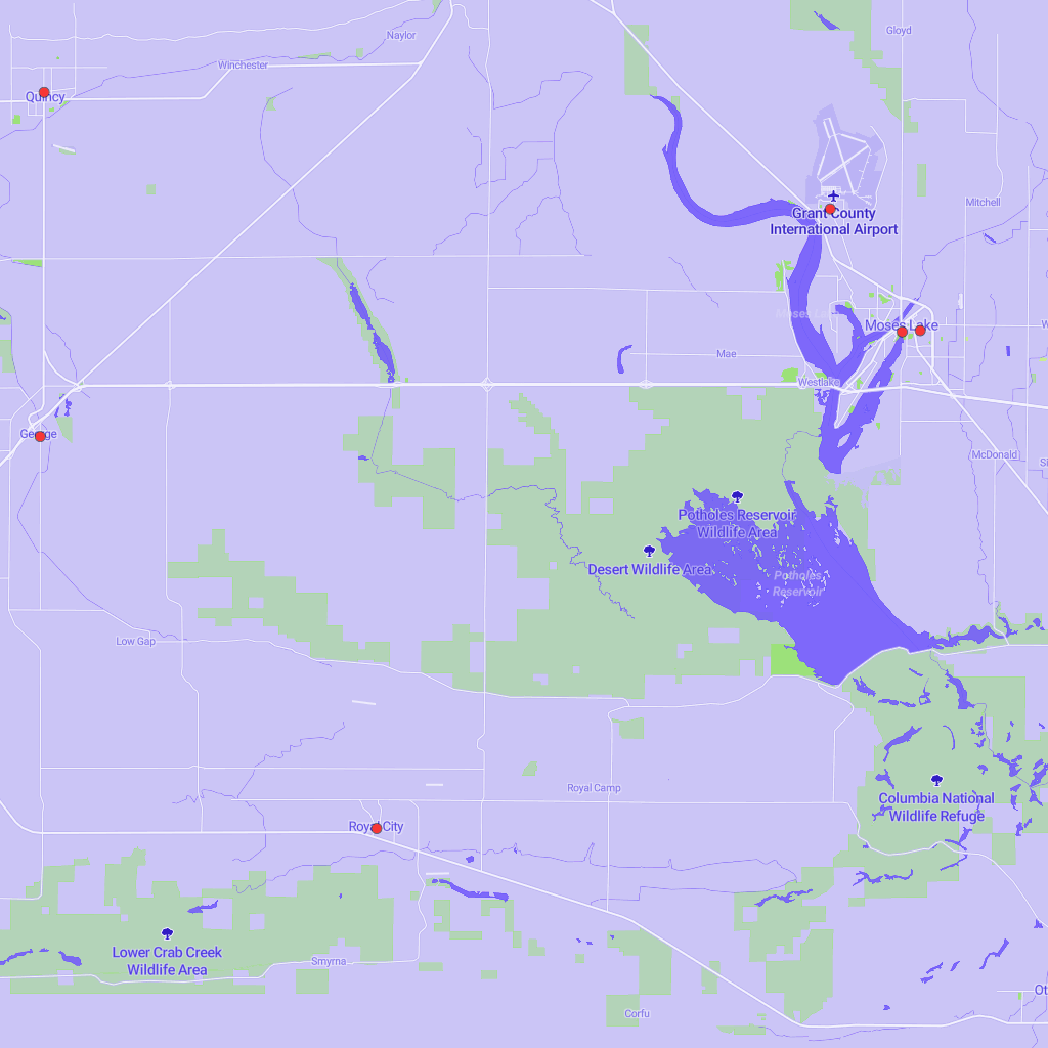 Naylor
Gloyd
Winchester
Quincy
Mitchell
Grant County
International Airport
Moses Lake
Mae
Westlake
George
McDonald
Potholes Reservoir
Wildlife Area
Desert Wildlife Area
Potholes
Reservoir
Low Gap
Royal Camp
Columbia National
Wildlife Refuge
Royal City
Lower Crab Creek
Wildlife Area
Smyrna
Corfu
Ot